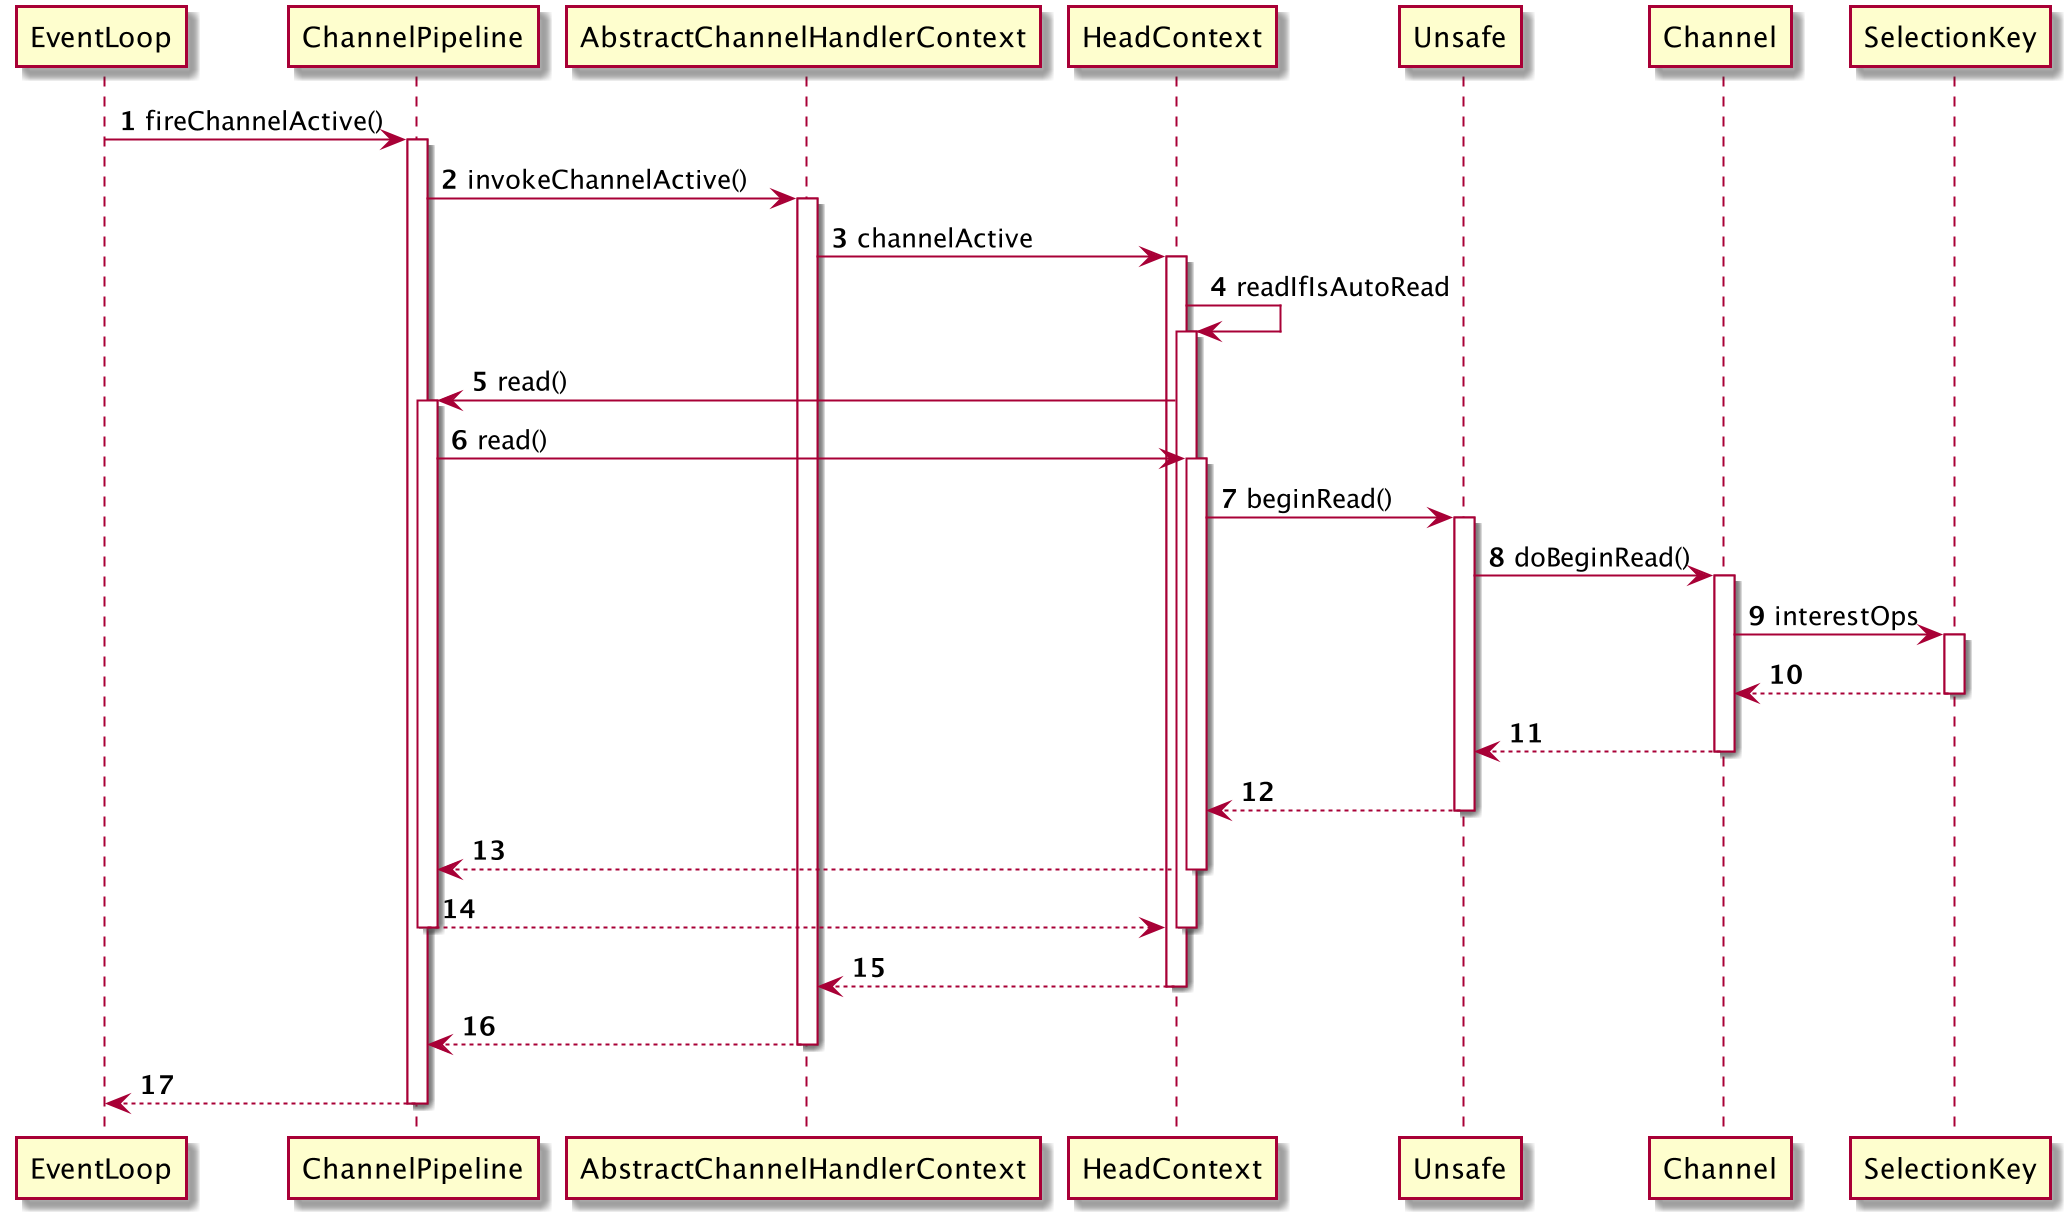 EventLoop
ChannelPipeline
AbstractChannelHandlerContext
HeadContext
Unsafe
Channel
SelectionKey
1 fireChannelActive()
2 invokeChannelActive()
3 channelActive
4 readIfIsAutoRead
5 read()
6 read()
7 beginRead()
8 doBeginRead()
9 interestOps
10
11
12
13
14
15
16
17
EventLoop
ChannelPipeline
AbstractChannelHandlerContext
HeadContext
Unsafe
Channel
SelectionKey